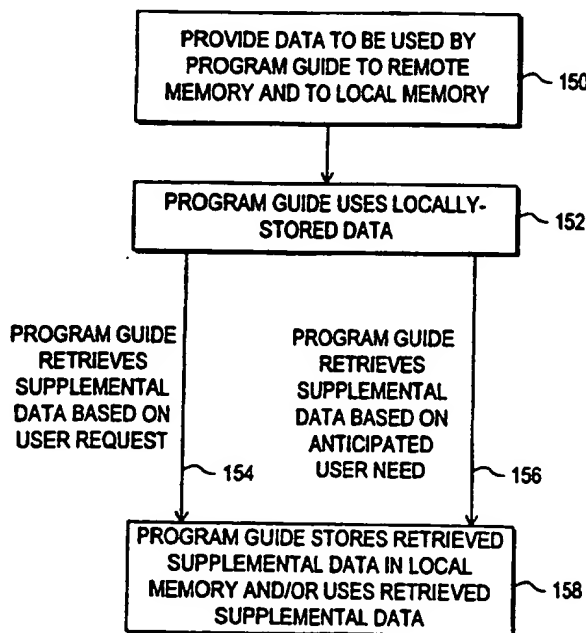 PROVIDE DATA TO BE USED BY
PROGRAM GUIDE TO REMOTE
MEMORY AND TO LOCAL MEMORY
150
PROGRAM GUIDE USES LOCALLY-
STORED DATA
152
PROGRAM GUIDE
RETRIEVES
SUPPLEMENTAL
DATA BASED ON
USER REQUEST
154
PROGRAM GUIDE
RETRIEVES
SUPPLEMENTAL
DATA BASED ON
ANTICIPATED
USER NEED
156
PROGRAM GUIDE STORES RETRIEVED
SUPPLEMENTAL DATA IN LOCAL
MEMORY AND/OR USES RETRIEVED
SUPPLEMENTAL DATA
158